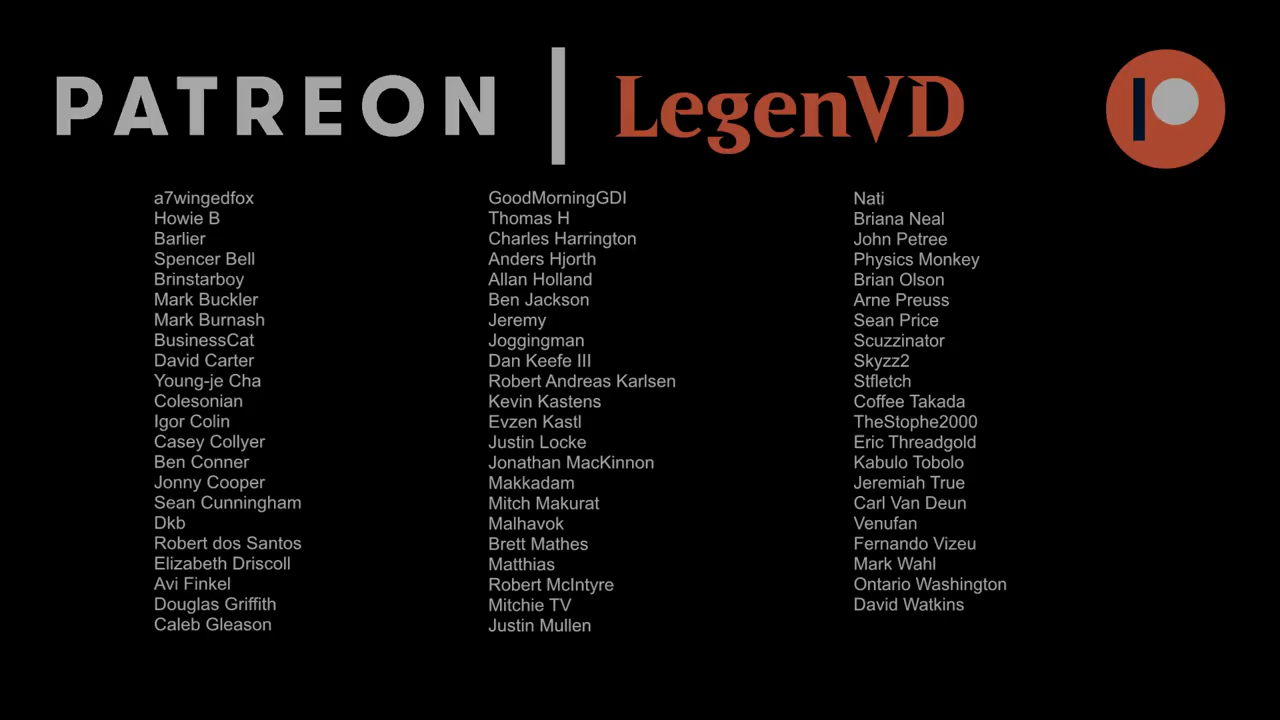 PATREON | LegenVD
a7wingedfox
Howie B
Barlier
Spencer Bell
Brinstarboy
Mark Buckler
Mark Burnash
BusinessCat
David Carter
Young-je Cha
Colesonian
Igor Colin
Casey Collyer
Ben Conner
Jonny Cooper
Sean Cunningham
Dkb
Robert dos Santos
Elizabeth Driscoll
Avi Finkel
Douglas Griffith
Caleb Gleason
GoodMorningGDI
Thomas H
Charles Harrington
Anders Hjorth
Allan Holland
Ben Jackson
Jeremy
Joggingman
Dan Keefe III
Robert Andreas Karlsen
Kevin Kastens
Evzen Kastl
Justin Locke
Jonathan MacKinnon
Makkadam
Mitch Makurat
Malhavok
Brett Mathes
Matthias
Robert McIntyre
Mitchie TV
Justin Mullen
Nati
Briana Neal
John Petree
Physics Monkey
Brian Olson
Arne Preuss
Sean Price
Scuzzinator
Skyzz2
Stfletch
Coffee Takada
TheStophe2000
Eric Threadgold
Kabulo Tobolo
Jeremiah True
Carl Van Deun
Venufan
Fernando Vizeu
Mark Wahl
Ontario Washington
David Watkins